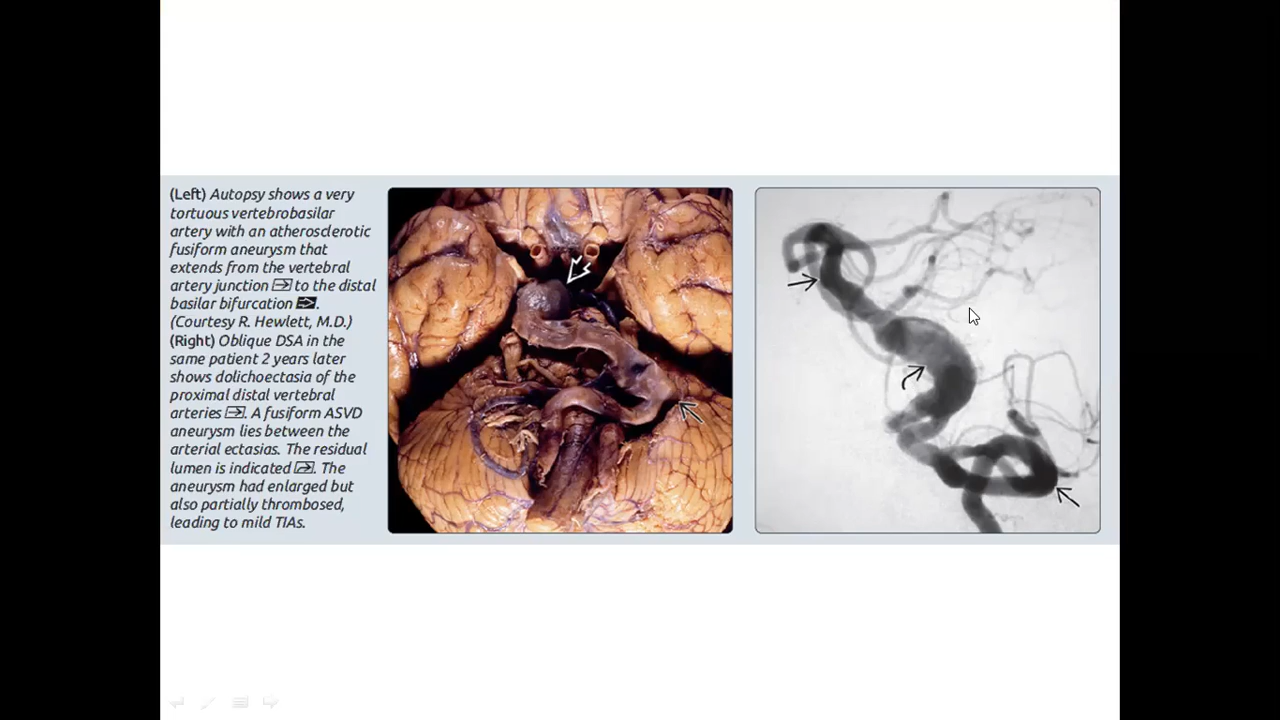 (Left) Autopsy shows a very
tortuous vertebrobasilar
artery with an atherosclerotic
fusiform aneurysm that
extends from the vertebral
artery junction to the distal
basilar bifurcation .
(Courtesy R. Hewlett, M.D.)
(Right) Oblique DSA in the
same patient 2 years later
shows dolichoectasia of the
proximal distal vertebral
arteries . A fusiform ASVD
aneurysm lies between the
arterial ectasias. The residual
lumen is indicated . The
aneurysm had enlarged but
also partially thrombosed,
leading to mild TIAs.